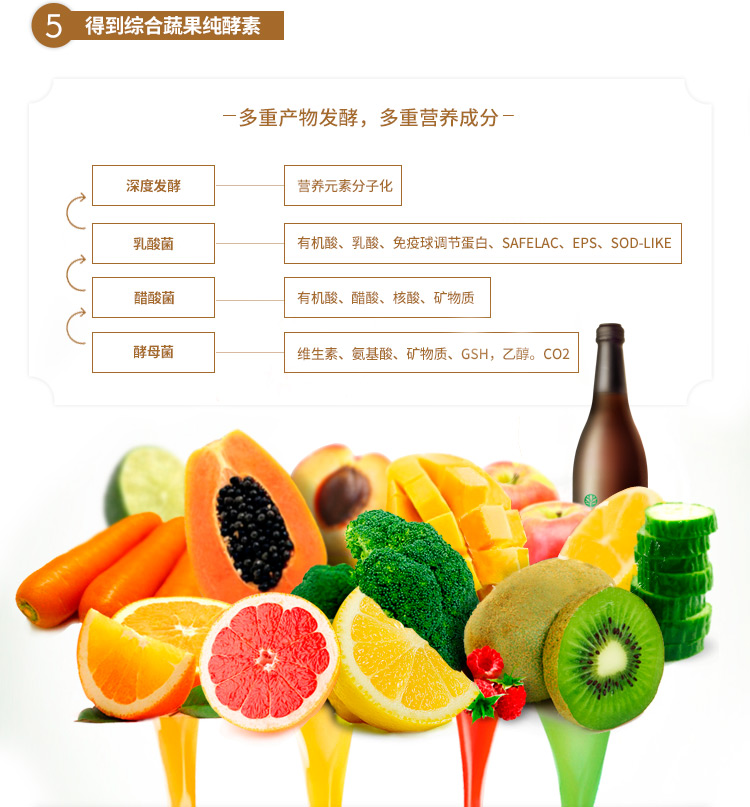 5 得到综合蔬果纯酵素
多重产物发酵，多重营养成分
深度发酵 营养元素分子化
乳酸菌 有机酸、乳酸、免疫球调节蛋白、SAFELAC、EPS、SOD-LIKE
醋酸菌 有机酸、醋酸、核酸、矿物质
酵母菌 维生素、氨基酸、矿物质、GSH，乙醇。CO2